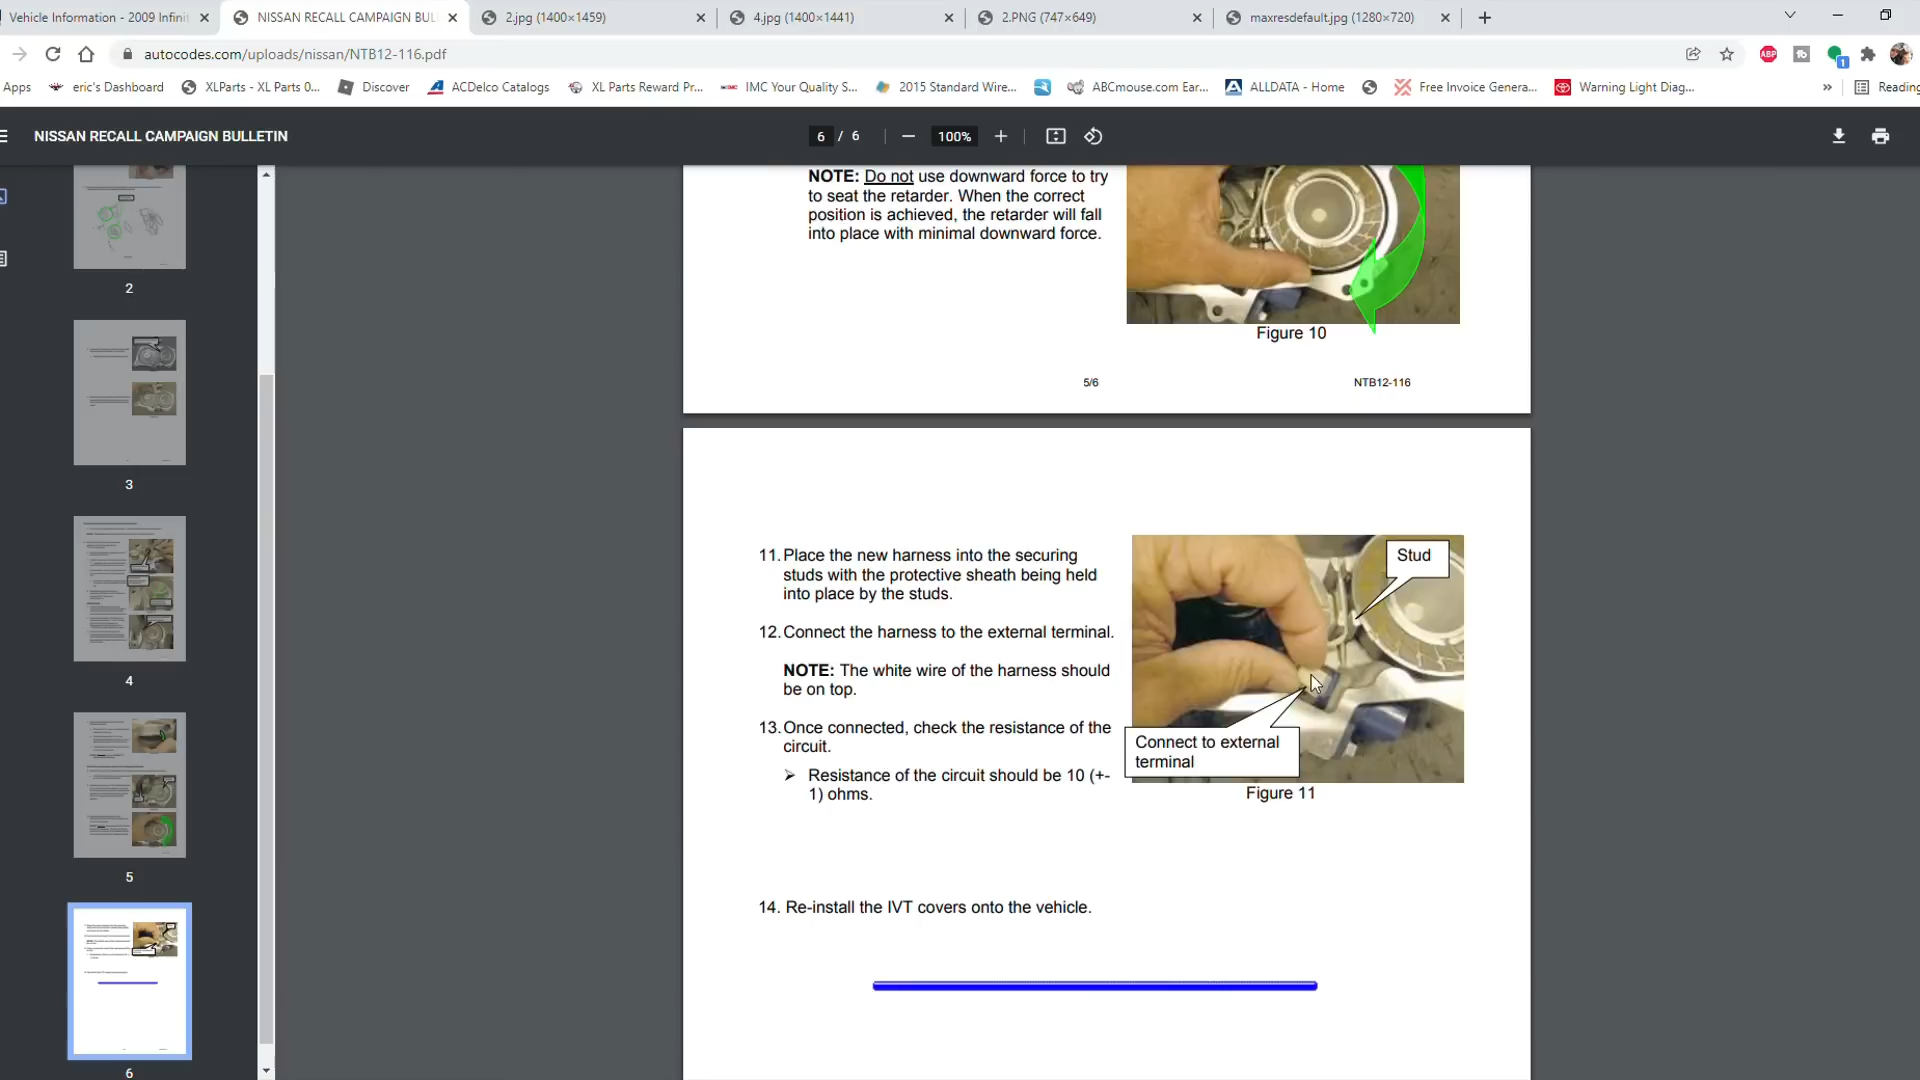 Vehicle Information - 2009 Infinit
NISSAN RECALL CAMPAIGN BUL
2.jpg (1400×1459)
4.jpg (1400×1441)
2.PNG (747×649)
maxresdefault.jpg (1280×720)
autocodes.com/uploads/nissan/NTB12-116.pdf
ABP
1
Apps
eric's Dashboard
XLParts - XL Parts 0...
Discover
ACDelco Catalogs
XL Parts Reward Pr...
IMC Your Quality S...
2015 Standard Wire...
ABCmouse.com Ear...
ALLDATA - Home
Free Invoice Genera...
Warning Light Diag...
»
Reading
NISSAN RECALL CAMPAIGN BULLETIN
6 / 6
100%
2
3
4
5
6
NOTE: Do not use downward force to try
to seat the retarder. When the correct
position is achieved, the retarder will fall
into place with minimal downward force.
Figure 10
5/6
NTB12-116
11. Place the new harness into the securing
studs with the protective sheath being held
into place by the studs.
12. Connect the harness to the external terminal.
NOTE: The white wire of the harness should
be on top.
13. Once connected, check the resistance of the
circuit.
➢ Resistance of the circuit should be 10 (+-
1) ohms.
Stud
Connect to external
terminal
Figure 11
14. Re-install the IVT covers onto the vehicle.